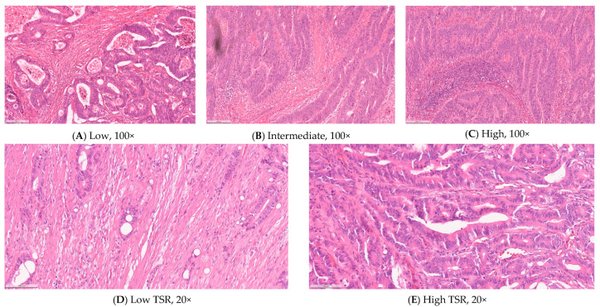 (A) Low, 100×
(B) Intermediate, 100×
(C) High, 100×
(D) Low TSR, 20×
(E) High TSR, 20×